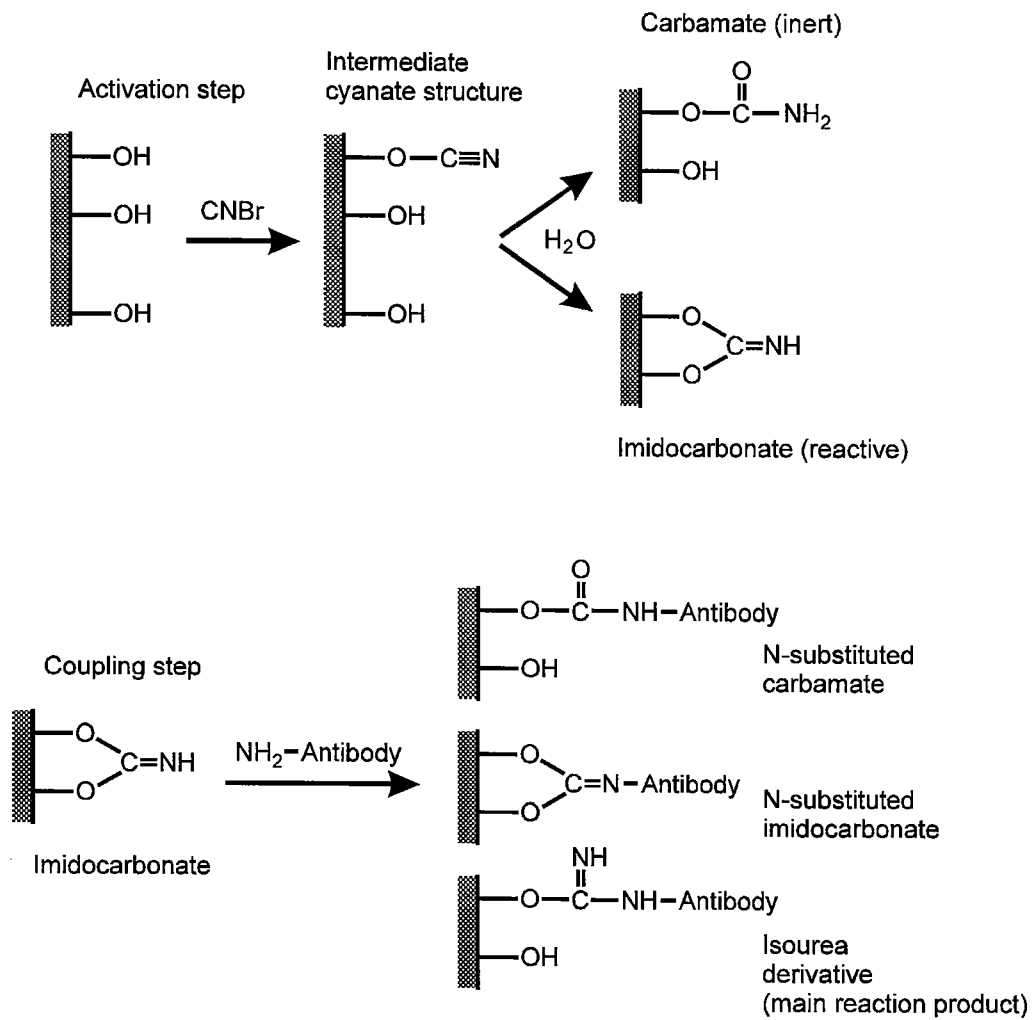 Activation step
OH
OH
OH
CNBr
Intermediate
cyanate structure
O C≡N
OH
OH
H₂O
Carbamate (inert)
O
O C NH₂
OH
O
C=NH
O
Imidocarbonate (reactive)
Coupling step
O
C=NH
O
Imidocarbonate
NH₂-Antibody
O
O C NH-Antibody
OH
N-substituted
carbamate
O
C=N-Antibody
O
N-substituted
imidocarbonate
NH
O C NH-Antibody
OH
Isourea
derivative
(main reaction product)